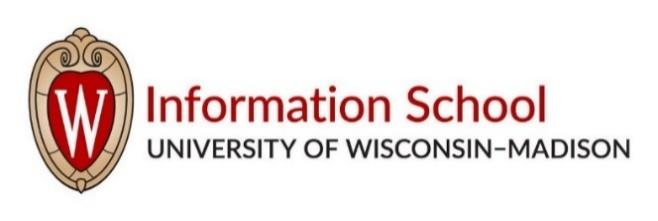 W
Information School
UNIVERSITY OF WISCONSIN–MADISON